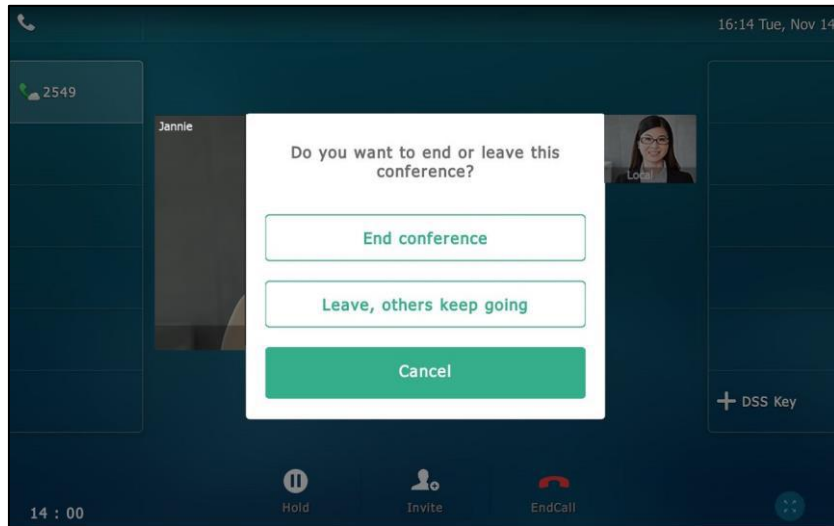 16:14 Tue, Nov 14
2549
Jannie
Local
Do you want to end or leave this
conference?
End conference
Leave, others keep going
Cancel
DSS Key
Hold
Invite
EndCall
14 : 00